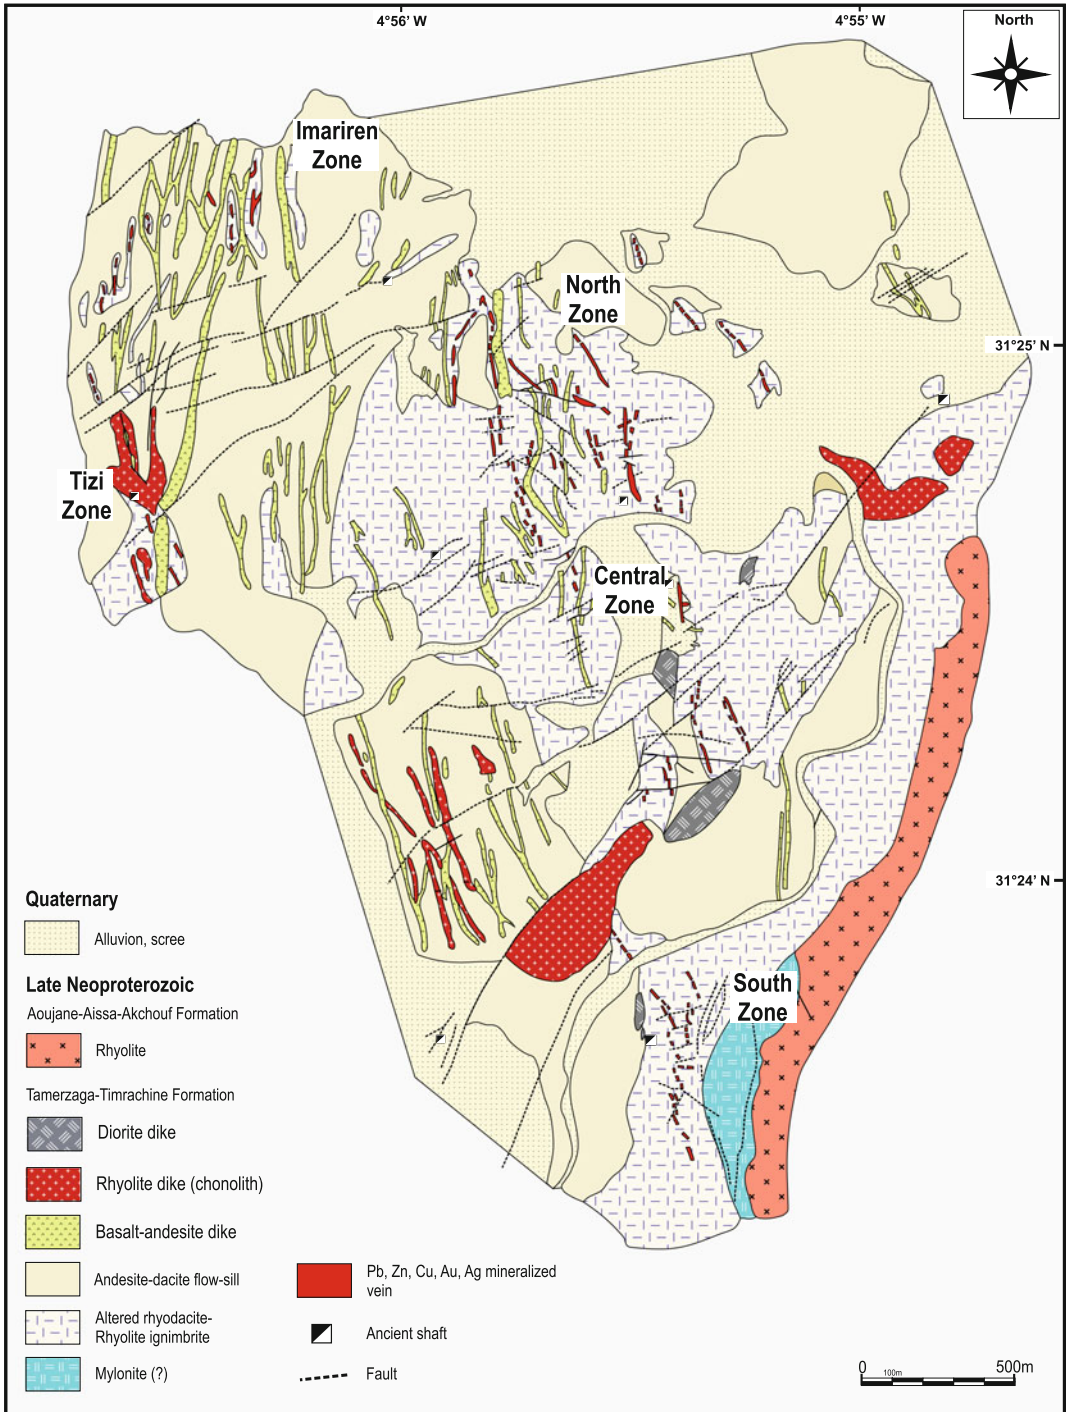 4°56' W
4°55' W
North
Imariren
Zone
North
Zone
31°25' N
Tizi
Zone
Central
Zone
31°24' N
South
Zone
Quaternary
Alluvion, scree
Late Neoproterozoic
Aoujane-Aissa-Akchouf Formation
Rhyolite
Tamerzaga-Timrachine Formation
Diorite dike
Rhyolite dike (chonolith)
Basalt-andesite dike
Andesite-dacite flow-sill
Altered rhyodacite-
Rhyolite ignimbrite
Mylonite (?)
Pb, Zn, Cu, Au, Ag mineralized
vein
Ancient shaft
Fault
0
100m
500m